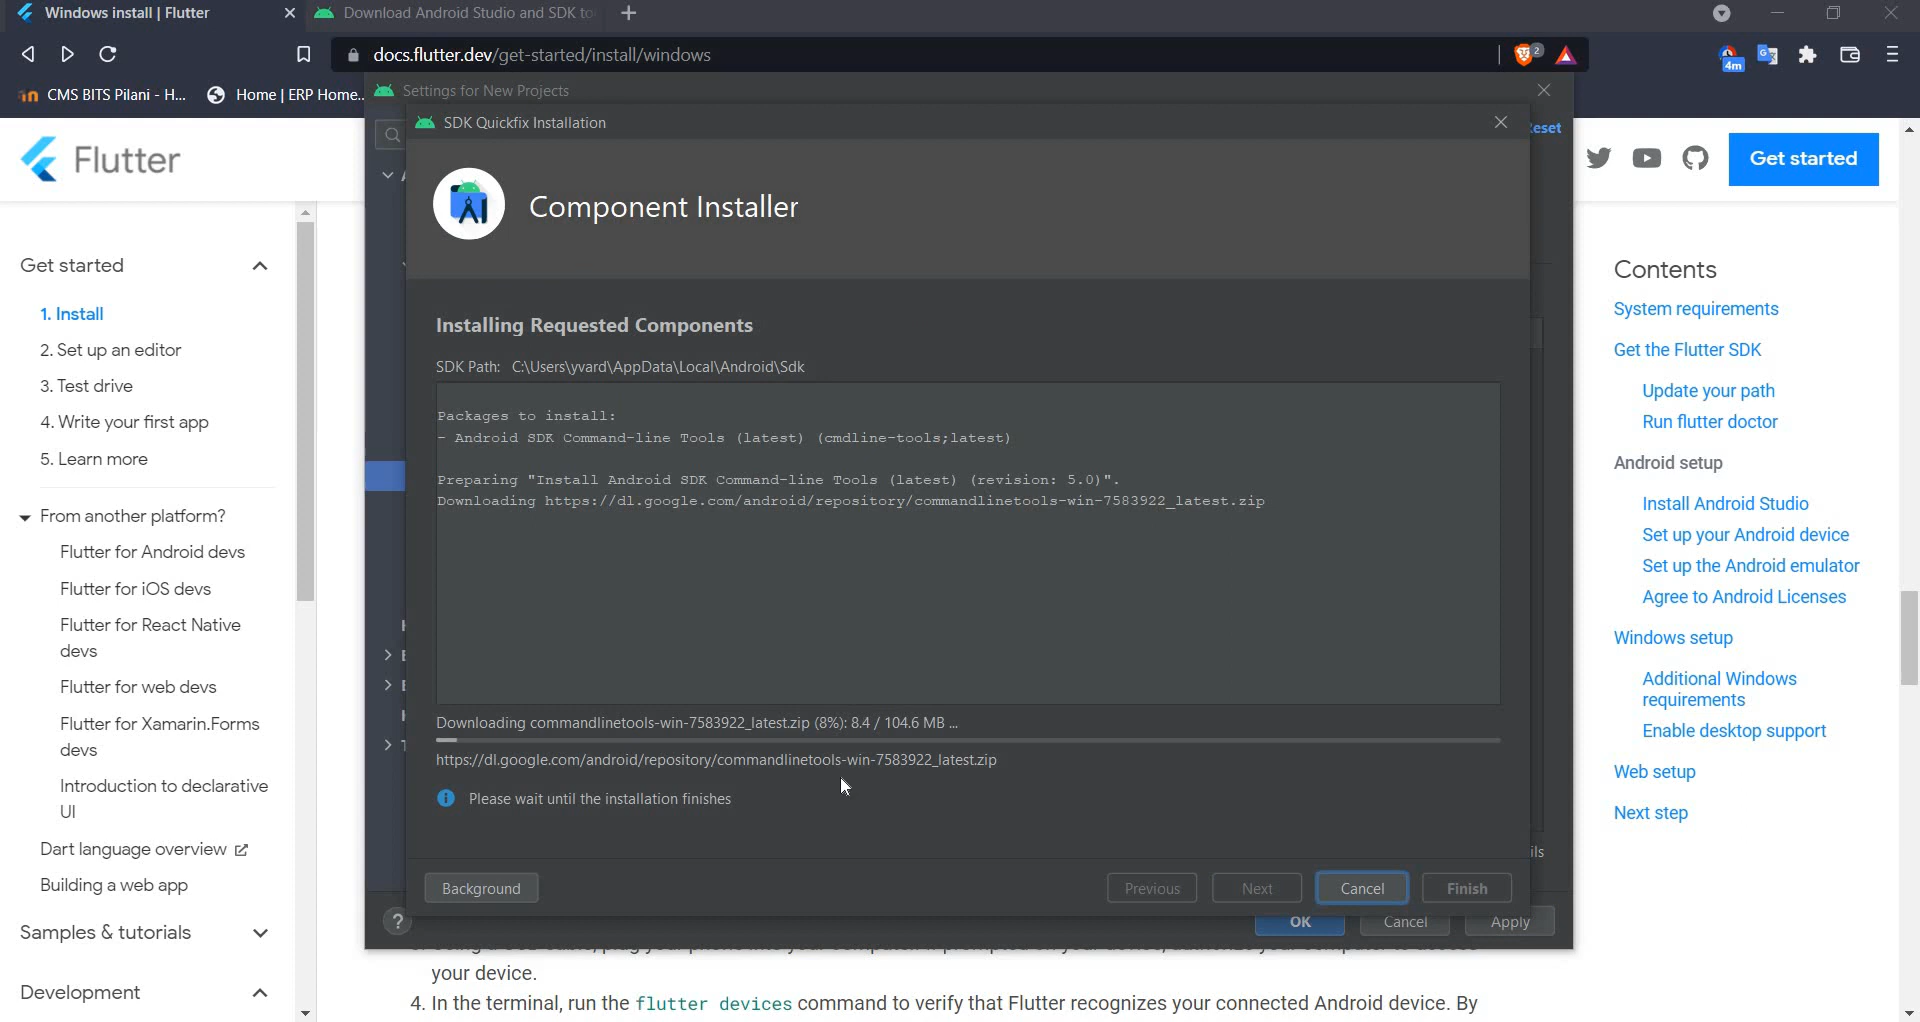 Windows install | Flutter
Download Android Studio and SDK to
docs.flutter.dev/get-started/install/windows
2
4m
CMS BITS Pilani - H...
Home | ERP Home...
Settings for New Projects
SDK Quickfix Installation
eset
Flutter
Get started
Component Installer
Get started
1. Install
2. Set up an editor
3. Test drive
4. Write your first app
5. Learn more
From another platform?
Flutter for Android devs
Flutter for iOS devs
Flutter for React Native
devs
Flutter for web devs
Flutter for Xamarin.Forms
devs
Introduction to declarative
UI
Dart language overview
Building a web app
Samples & tutorials
Development
Installing Requested Components
SDK Path: C:\Users\yvard\AppData\Local\Android\Sdk
Packages to install:
- Android SDK Command-line Tools (latest) (cmdline-tools;latest)
Preparing "Install Android SDK Command-line Tools (latest) (revision: 5.0)".
Downloading https://dl.google.com/android/repository/commandlinetools-win-7583922_latest.zip
Downloading commandlinetools-win-7583922_latest.zip (8%): 8.4 / 104.6 MB ...
https://dl.google.com/android/repository/commandlinetools-win-7583922_latest.zip
Please wait until the installation finishes
ils
Background
Previous
Next
Cancel
Finish
?
OK
Cancel
Apply
your device.
4. In the terminal, run the flutter devices command to verify that Flutter recognizes your connected Android device. By
Contents
System requirements
Get the Flutter SDK
Update your path
Run flutter doctor
Android setup
Install Android Studio
Set up your Android device
Set up the Android emulator
Agree to Android Licenses
Windows setup
Additional Windows
requirements
Enable desktop support
Web setup
Next step